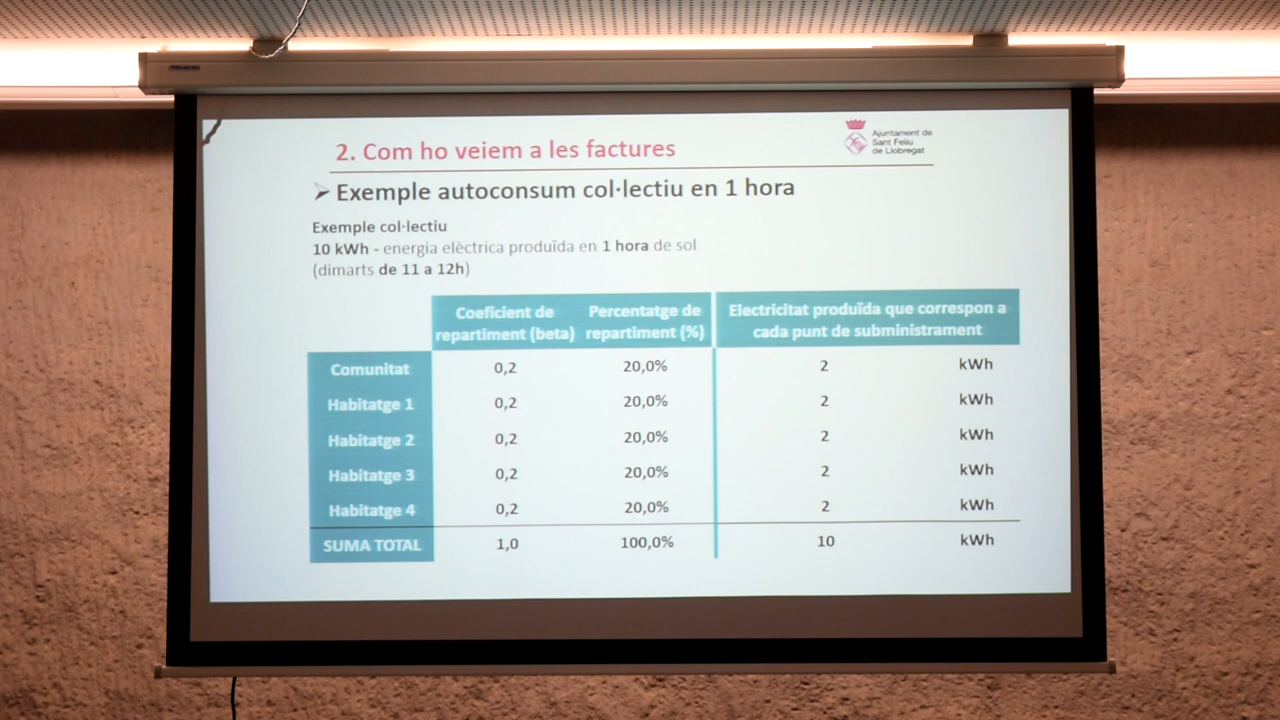 2. Com ho veiem a les factures
Ajuntament de
Sant Feliu
de Llobregat
➢ Exemple autoconsum col·lectiu en 1 hora
Exemple col·lectiu
10 kWh - energia elèctrica produïda en 1 hora de sol
(dimarts de 11 a 12h)
Coeficient de repartiment (beta) Percentatge de repartiment (%) Electricitat produïda que correspon a cada punt de subministrament
Comunitat 0,2 20,0% 2 kWh
Habitatge 1 0,2 20,0% 2 kWh
Habitatge 2 0,2 20,0% 2 kWh
Habitatge 3 0,2 20,0% 2 kWh
Habitatge 4 0,2 20,0% 2 kWh
SUMA TOTAL 1,0 100,0% 10 kWh